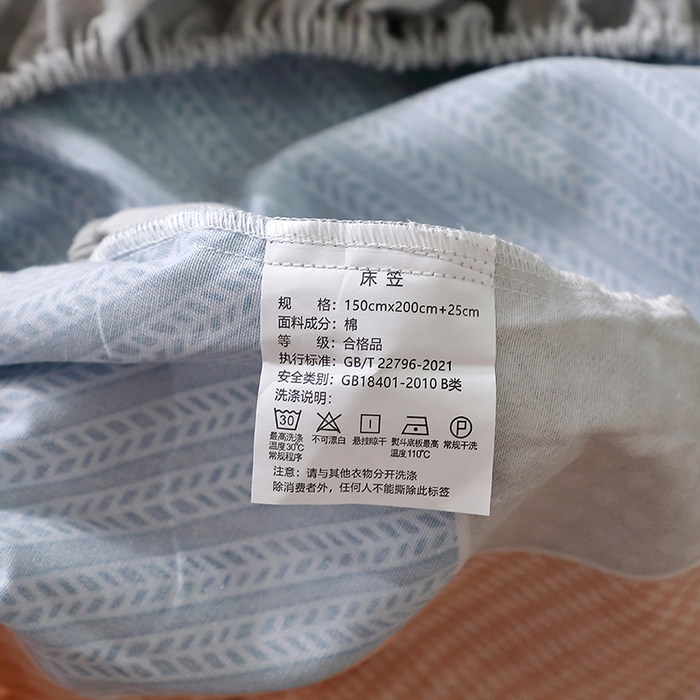 床笠
规 格：150cmx200cm+25cm
面料成分：棉
等 级：合格品
执行标准：GB/T 22796-2021
安全类别：GB18401-2010 B类
洗涤说明：
30 P
最高洗涤 不可漂白 悬挂晾干 熨斗底板最高 常规干洗
温度30℃ 温度110℃
常规程序
注意：请与其他衣物分开洗涤
除消费者外，任何人不能撕除此标签